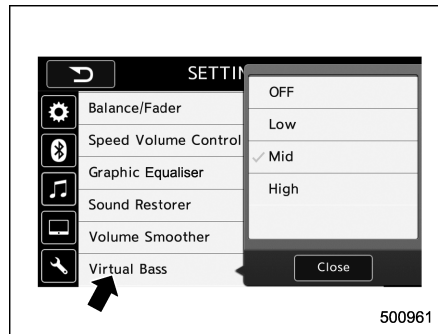 SETTIN
Balance/Fader
Speed Volume Control
Graphic Equaliser
Sound Restorer
Volume Smoother
Virtual Bass
OFF
Low
Mid
High
Close
500961